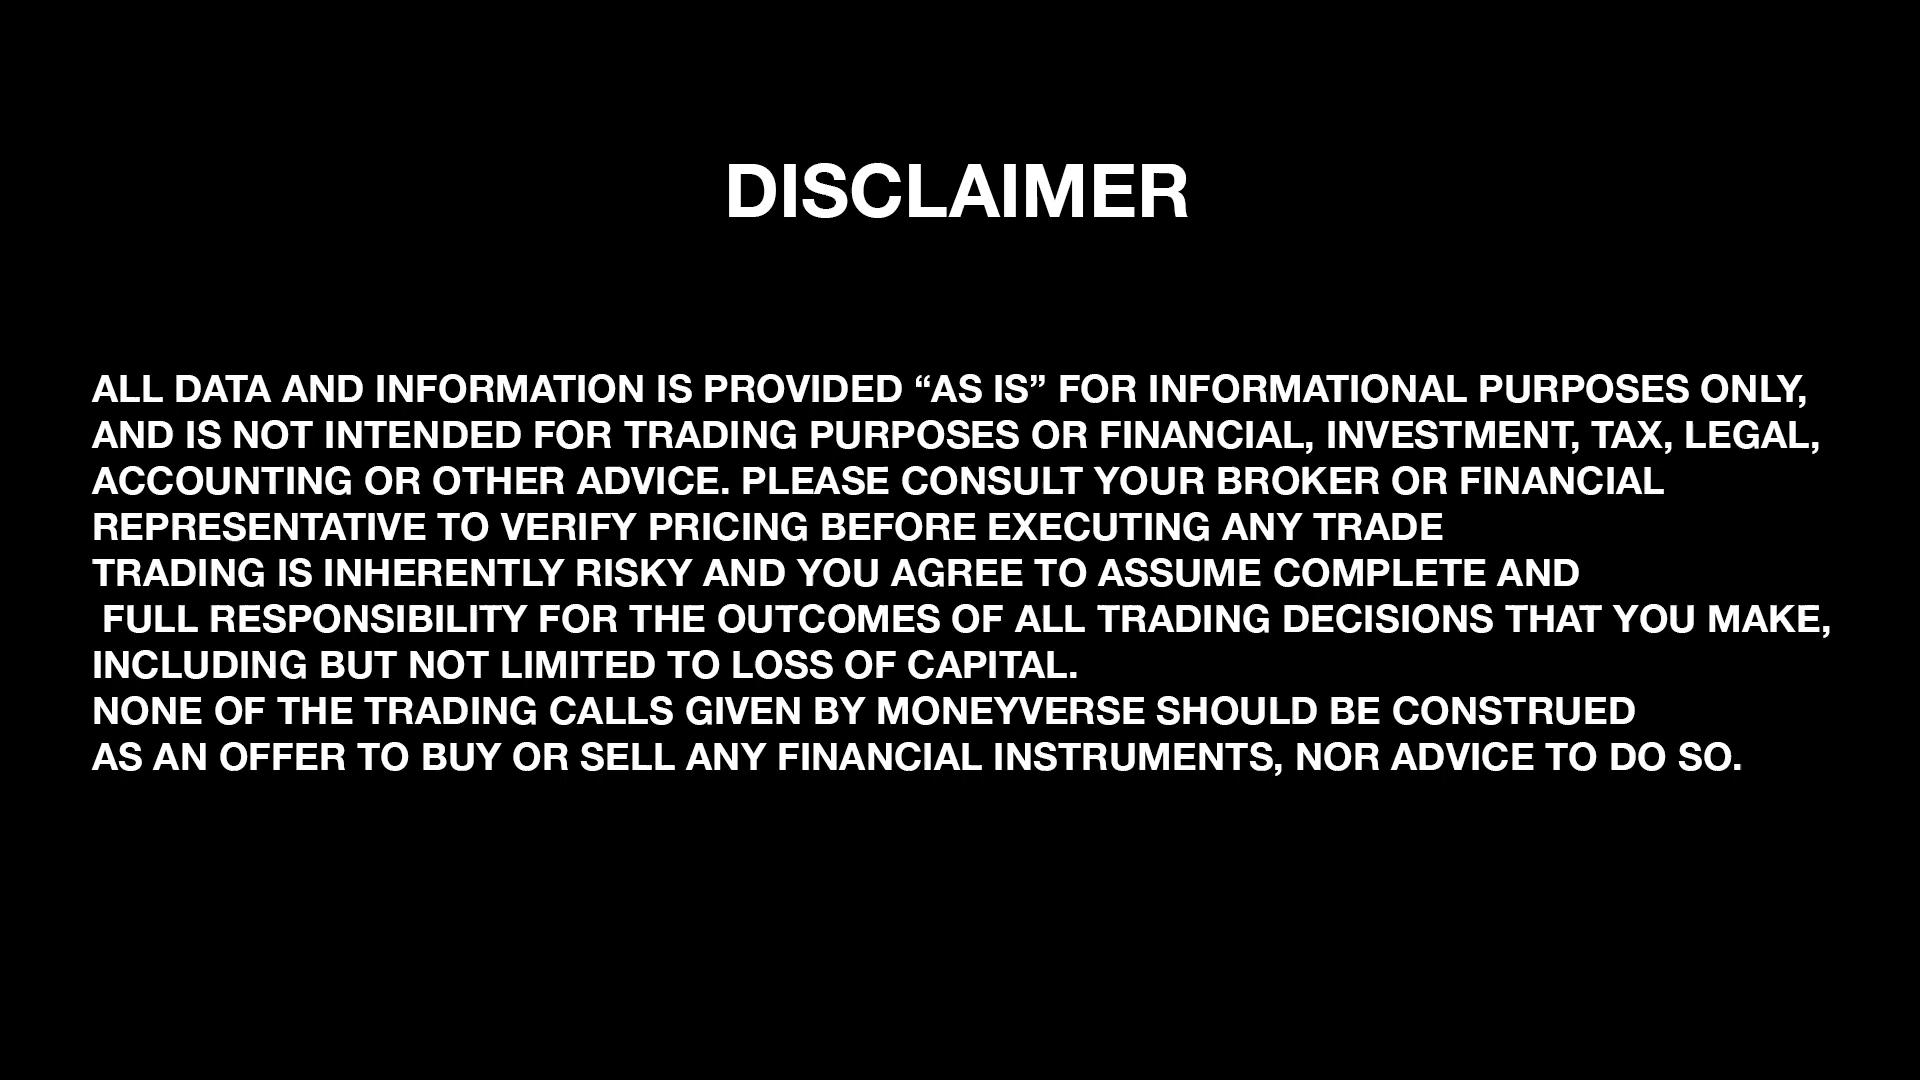 DISCLAIMER
ALL DATA AND INFORMATION IS PROVIDED “AS IS” FOR INFORMATIONAL PURPOSES ONLY,
AND IS NOT INTENDED FOR TRADING PURPOSES OR FINANCIAL, INVESTMENT, TAX, LEGAL,
ACCOUNTING OR OTHER ADVICE. PLEASE CONSULT YOUR BROKER OR FINANCIAL
REPRESENTATIVE TO VERIFY PRICING BEFORE EXECUTING ANY TRADE
TRADING IS INHERENTLY RISKY AND YOU AGREE TO ASSUME COMPLETE AND
FULL RESPONSIBILITY FOR THE OUTCOMES OF ALL TRADING DECISIONS THAT YOU MAKE,
INCLUDING BUT NOT LIMITED TO LOSS OF CAPITAL.
NONE OF THE TRADING CALLS GIVEN BY MONEYVERSE SHOULD BE CONSTRUED
AS AN OFFER TO BUY OR SELL ANY FINANCIAL INSTRUMENTS, NOR ADVICE TO DO SO.